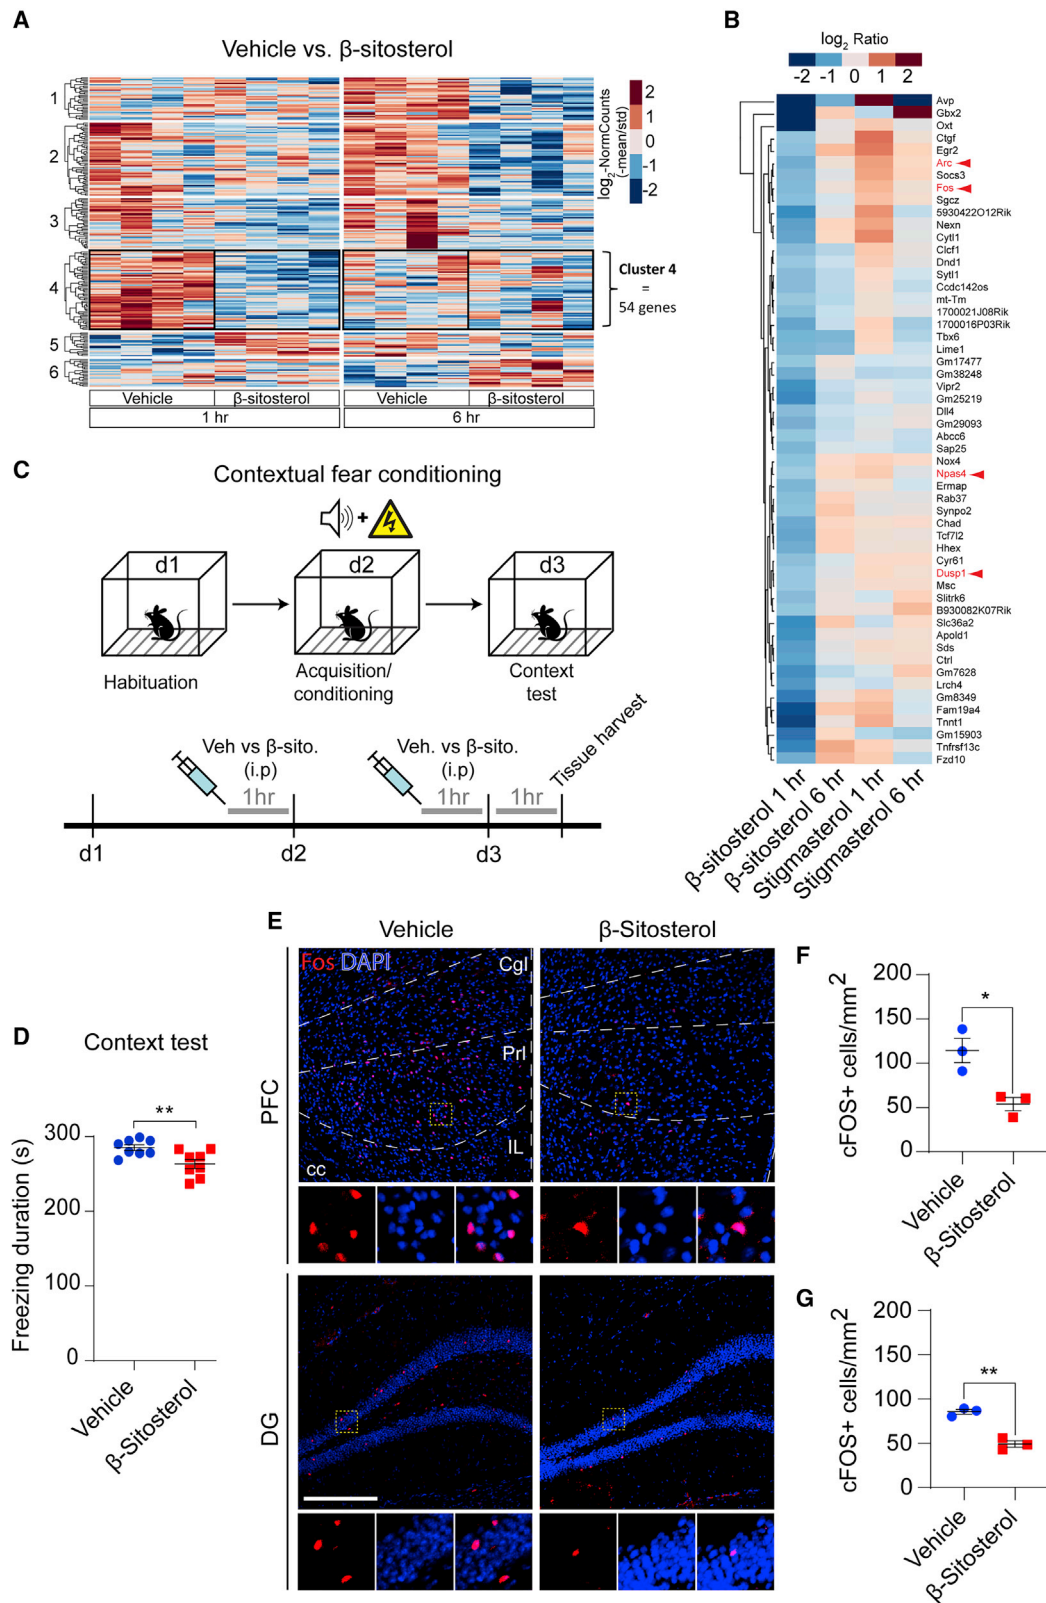 A
Vehicle vs. β-sitosterol
1
2
3
4
5
6
2
1
0
-1
-2
log2-NormCounts
(-mean/std)
Cluster 4
=
54 genes
Vehicle
β-sitosterol
Vehicle
β-sitosterol
1 hr
6 hr
B
log2 Ratio
-2 -1 0 1 2
Avp
Gbx2
Oxt
Ctgf
Egr2
Arc
Socs3
Fos
Sgcz
5930422O12Rik
Nexn
Cytl1
Clcf1
Dnd1
Sytl1
Ccdc142os
mt-Tm
1700021J08Rik
1700016P03Rik
Tbx6
Lime1
Gm17477
Gm38248
Vipr2
Gm25219
Dll4
Gm29093
Abcc6
Sap25
Nox4
Npas4
Ermap
Rab37
Synpo2
Chad
Tcf7l2
Hhex
Cyr61
Dusp1
Msc
Slitrk6
B930082K07Rik
Slc36a2
Apold1
Sds
Ctrl
Gm7628
Lrch4
Gm8349
Fam19a4
Tnnt1
Gm15903
Tnfrsf13c
Fzd10
β-sitosterol 1 hr
β-sitosterol 6 hr
Stigmasterol 1 hr
Stigmasterol 6 hr
C
Contextual fear conditioning
+
d1
d2
d3
Habituation
Acquisition/
conditioning
Context
test
Veh vs β-sito.
(i.p)
1hr
Veh. vs β-sito.
(i.p)
1hr
1hr
Tissue harvest
d1
d2
d3
D
Context test
**
Freezing duration (s)
300
200
100
0
Vehicle
β-Sitosterol
E
Vehicle
β-Sitosterol
PFC
Fos DAPI
Cgl
Prl
IL
cc
DG
F
cFOS+ cells/mm2
200
150
100
50
0
*
Vehicle
β-Sitosterol
G
cFOS+ cells/mm2
200
150
100
50
0
**
Vehicle
β-Sitosterol